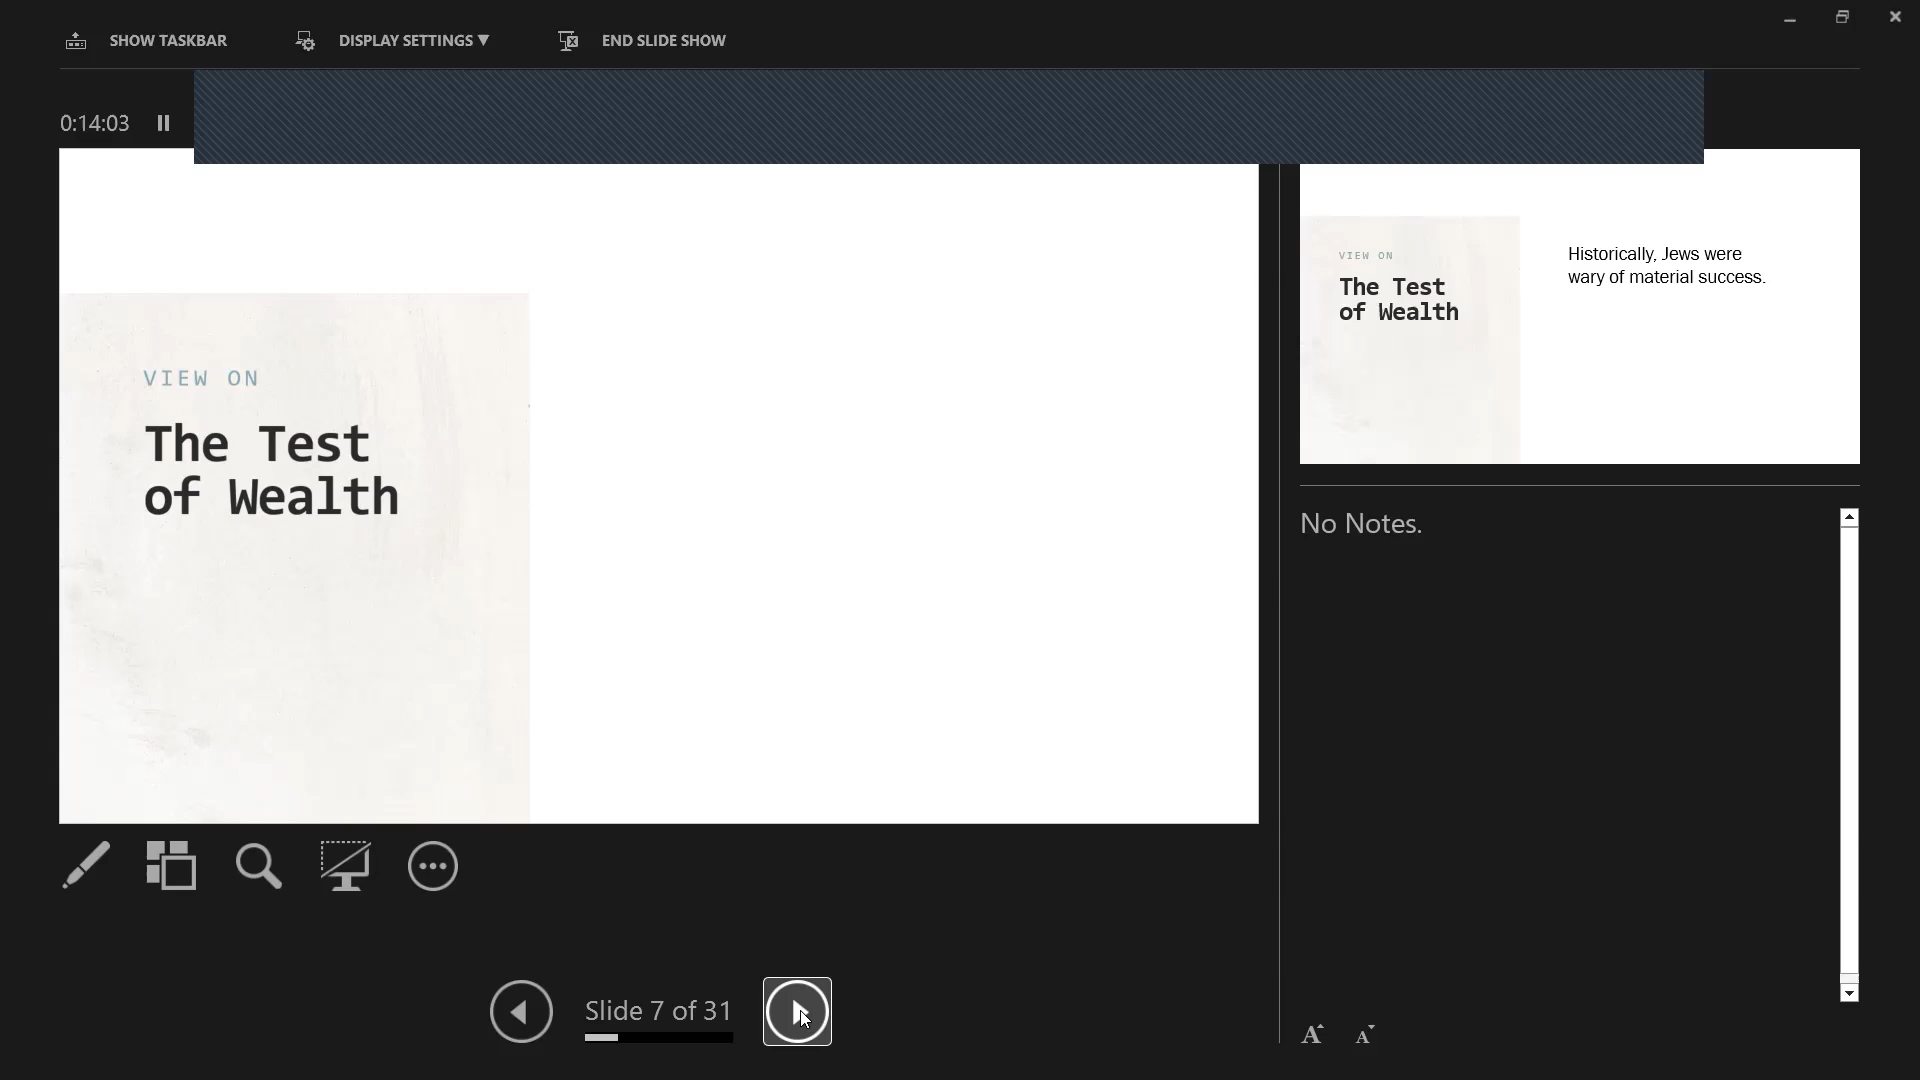 SHOW TASKBAR
DISPLAY SETTINGS ▼
END SLIDE SHOW
0:14:03
VIEW ON
The Test
of Wealth
Slide 7 of 31
VIEW ON
The Test
of Wealth
Historically, Jews were
wary of material success.
No Notes.
A A